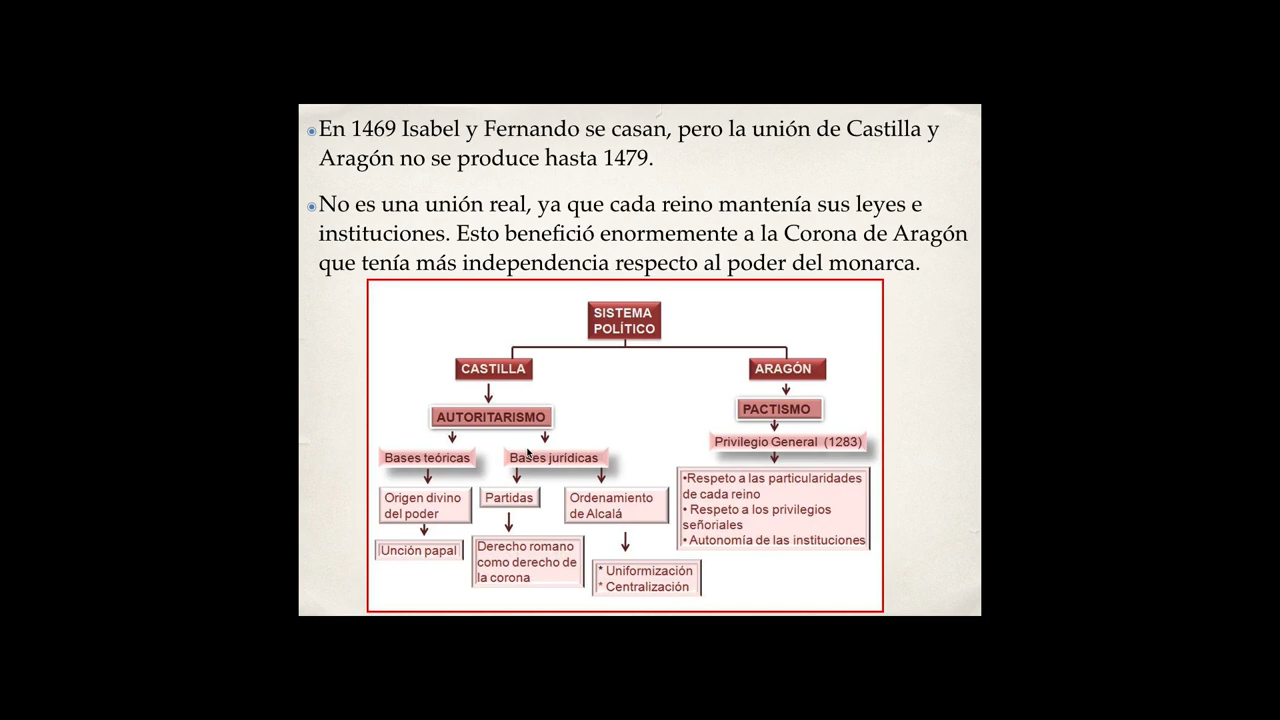 En 1469 Isabel y Fernando se casan, pero la unión de Castilla y
Aragón no se produce hasta 1479.
No es una unión real, ya que cada reino mantenía sus leyes e
instituciones. Esto benefició enormemente a la Corona de Aragón
que tenía más independencia respecto al poder del monarca.
SISTEMA
POLÍTICO
CASTILLA
AUTORITARISMO
Bases teóricas
Origen divino
del poder
Unción papal
Bases jurídicas
Partidas
Derecho romano
como derecho de
la corona
Ordenamiento
de Alcalá
* Uniformización
* Centralización
ARAGÓN
PACTISMO
Privilegio General (1283)
•Respeto a las particularidades
de cada reino
• Respeto a los privilegios
señoriales
• Autonomía de las instituciones